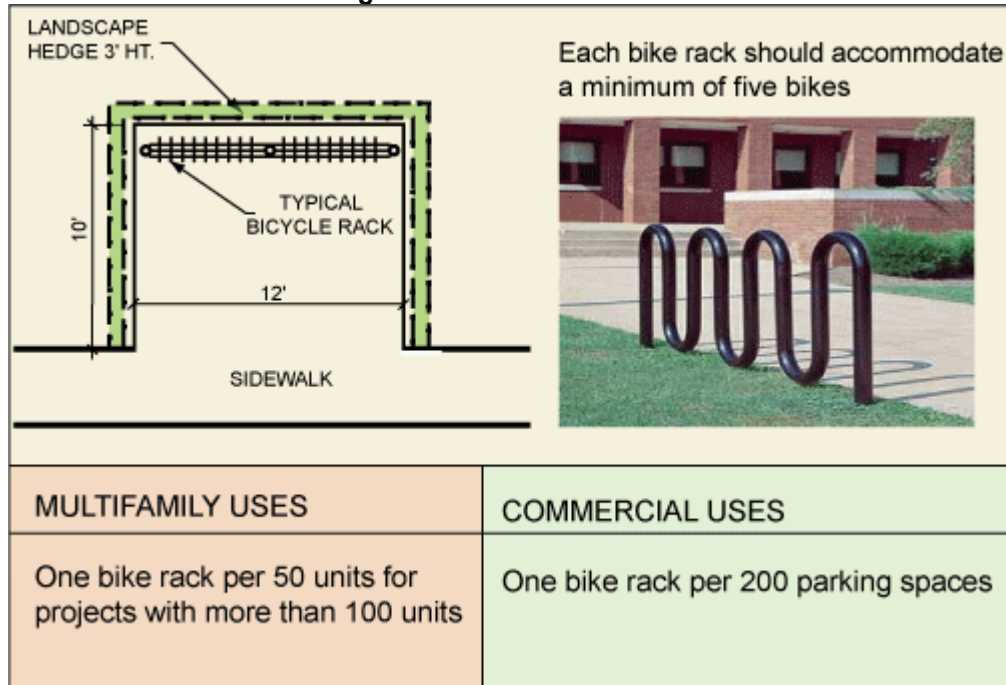 LANDSCAPE
HEDGE 3' HT.
Each bike rack should accommodate
a minimum of five bikes
TYPICAL
BICYCLE RACK
10'
12'
SIDEWALK
MULTIFAMILY USES
One bike rack per 50 units for
projects with more than 100 units
COMMERCIAL USES
One bike rack per 200 parking spaces